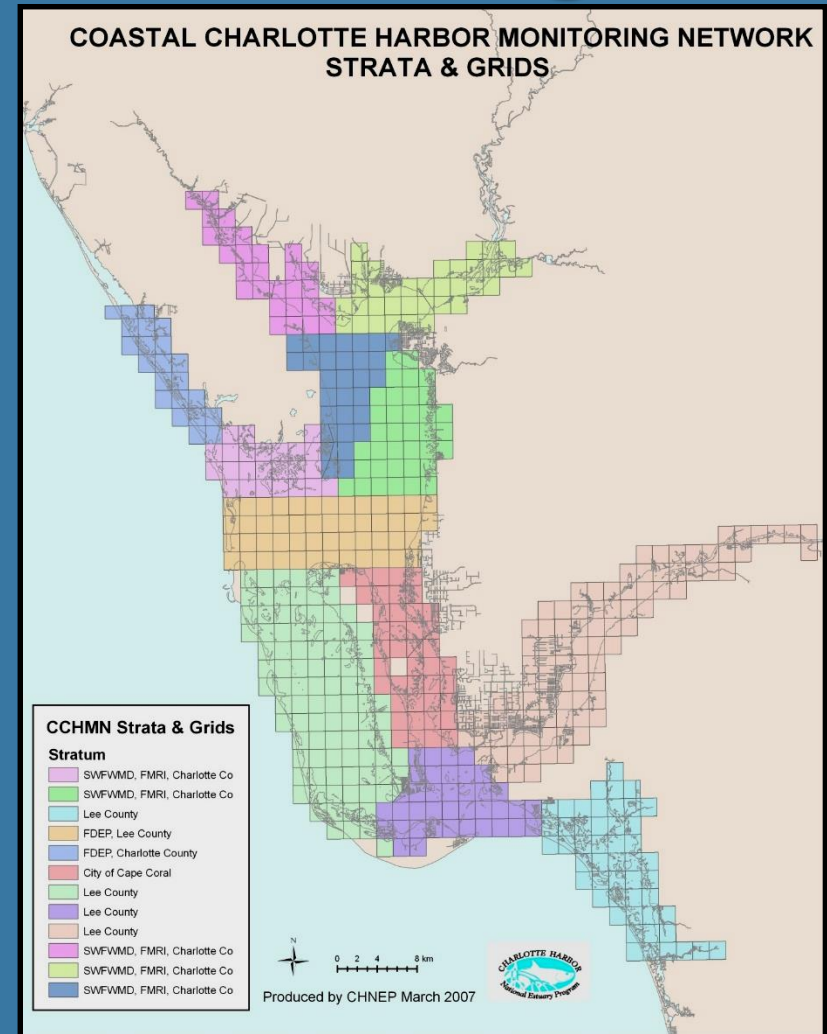 COASTAL CHARLOTTE HARBOR MONITORING NETWORK
STRATA & GRIDS
CCHMN Strata & Grids
Stratum
SWFWMD, FMRI, Charlotte Co
SWFWMD, FMRI, Charlotte Co
Lee County
FDEP, Lee County
FDEP, Charlotte County
City of Cape Coral
Lee County
Lee County
Lee County
SWFWMD, FMRI, Charlotte Co
SWFWMD, FMRI, Charlotte Co
SWFWMD, FMRI, Charlotte Co
N
0 2 4 8 km
Produced by CHNEP March 2007
CHARLOTTE HARBOR
National Estuary Program